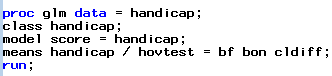 proc glm data = handicap;
class handicap;
model score = handicap;
means handicap / hovtest = bf bon cldiff;
run;